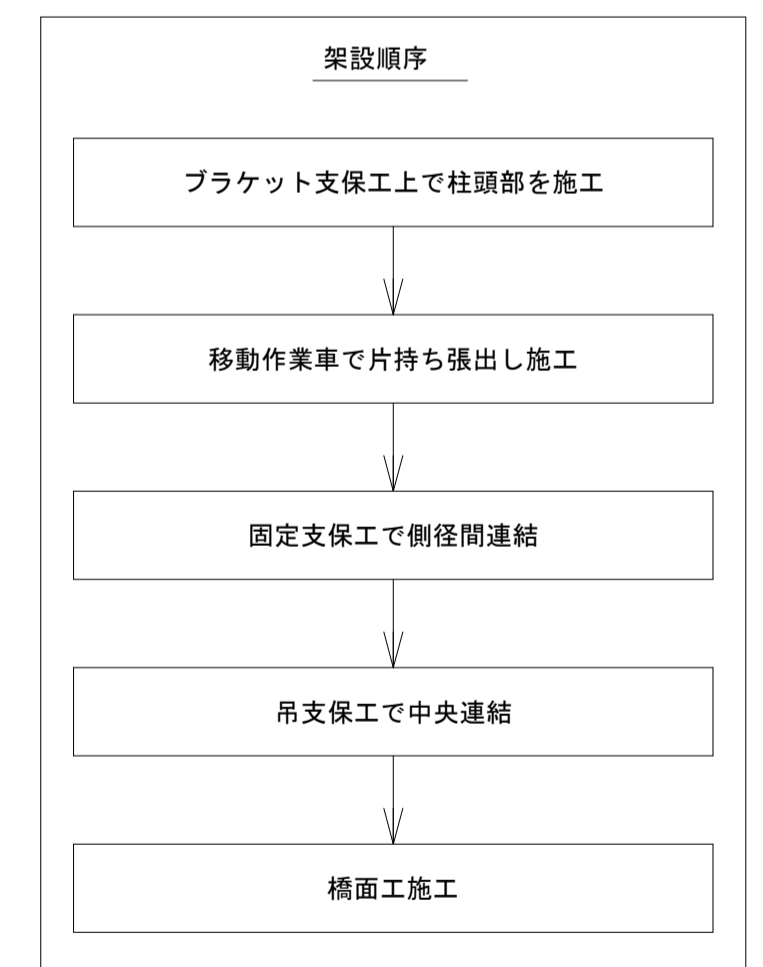 架設順序
ブラケット支保工上で柱頭部を施工
移動作業車で片持ち張出し施工
固定支保工で側径間連結
吊支保工で中央連結
橋面工施工